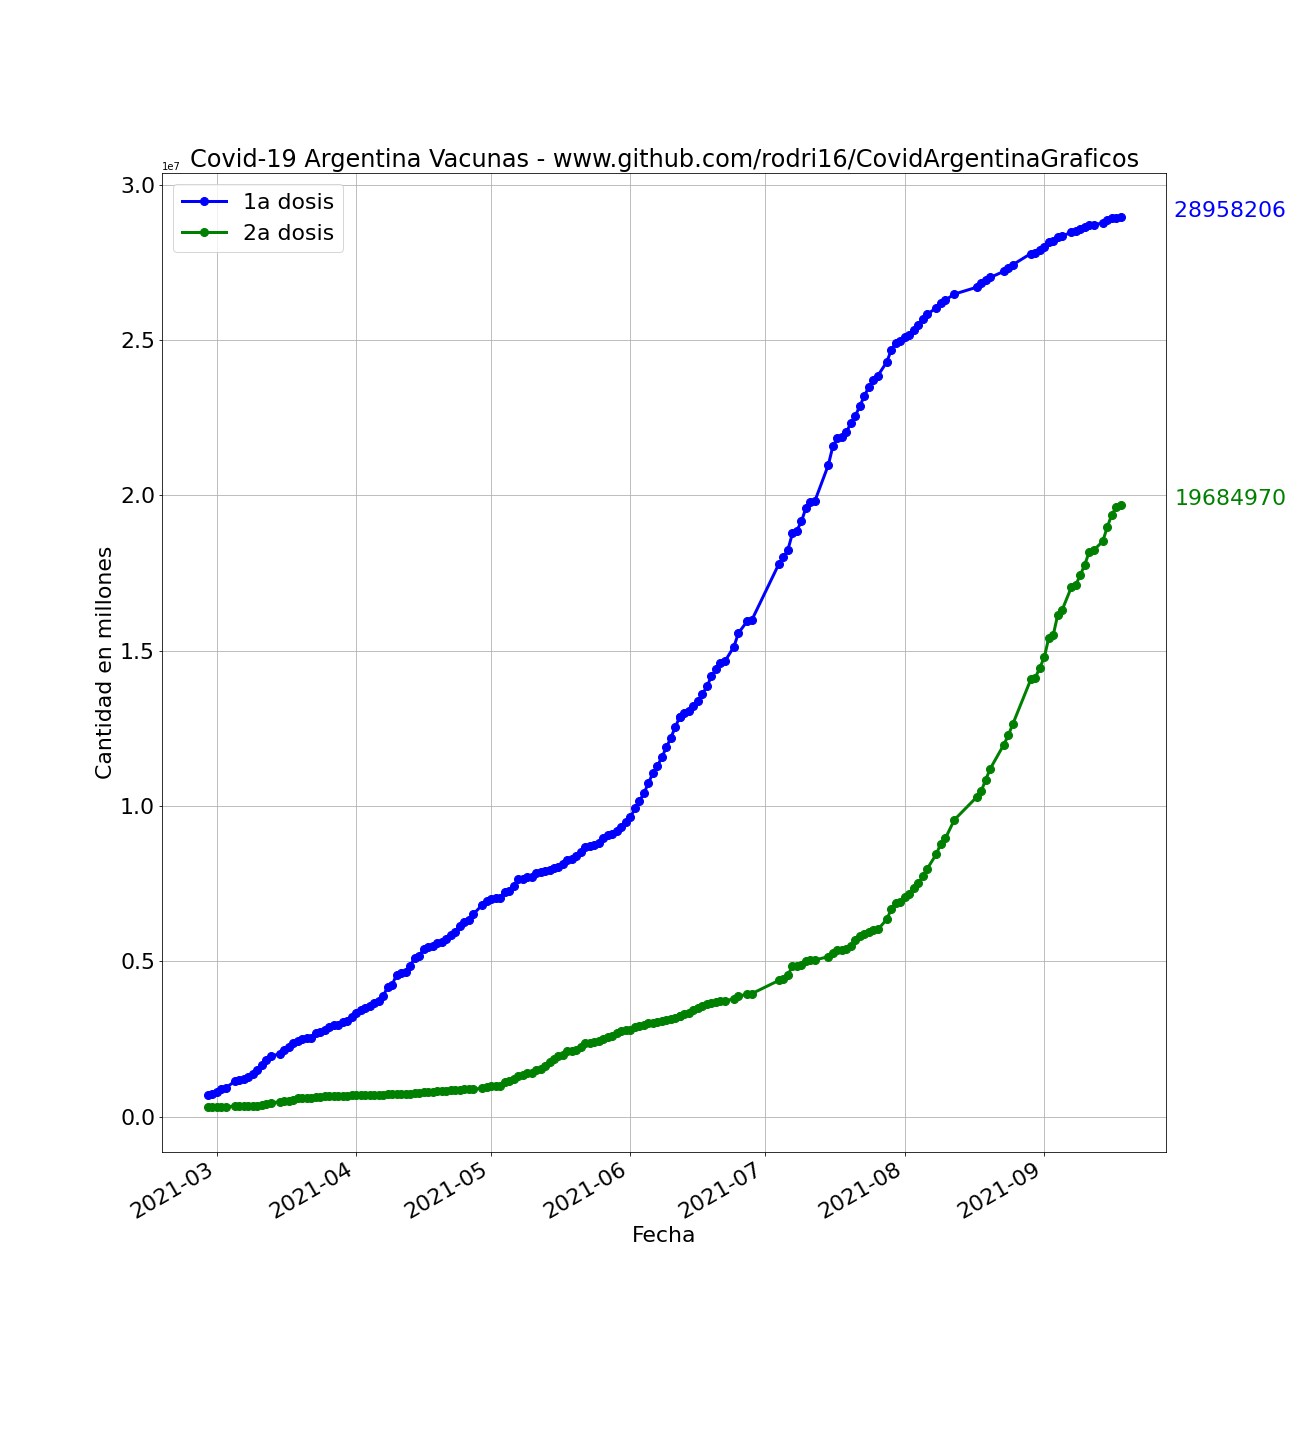 Covid-19 Argentina Vacunas - www.github.com/rodri16/CovidArgentinaGraficos
1e7
3.0
2.5
2.0
1.5
1.0
0.5
0.0
1a dosis
2a dosis
28958206
19684970
Cantidad en millones
2021-03
2021-04
2021-05
2021-06
2021-07
2021-08
2021-09
Fecha